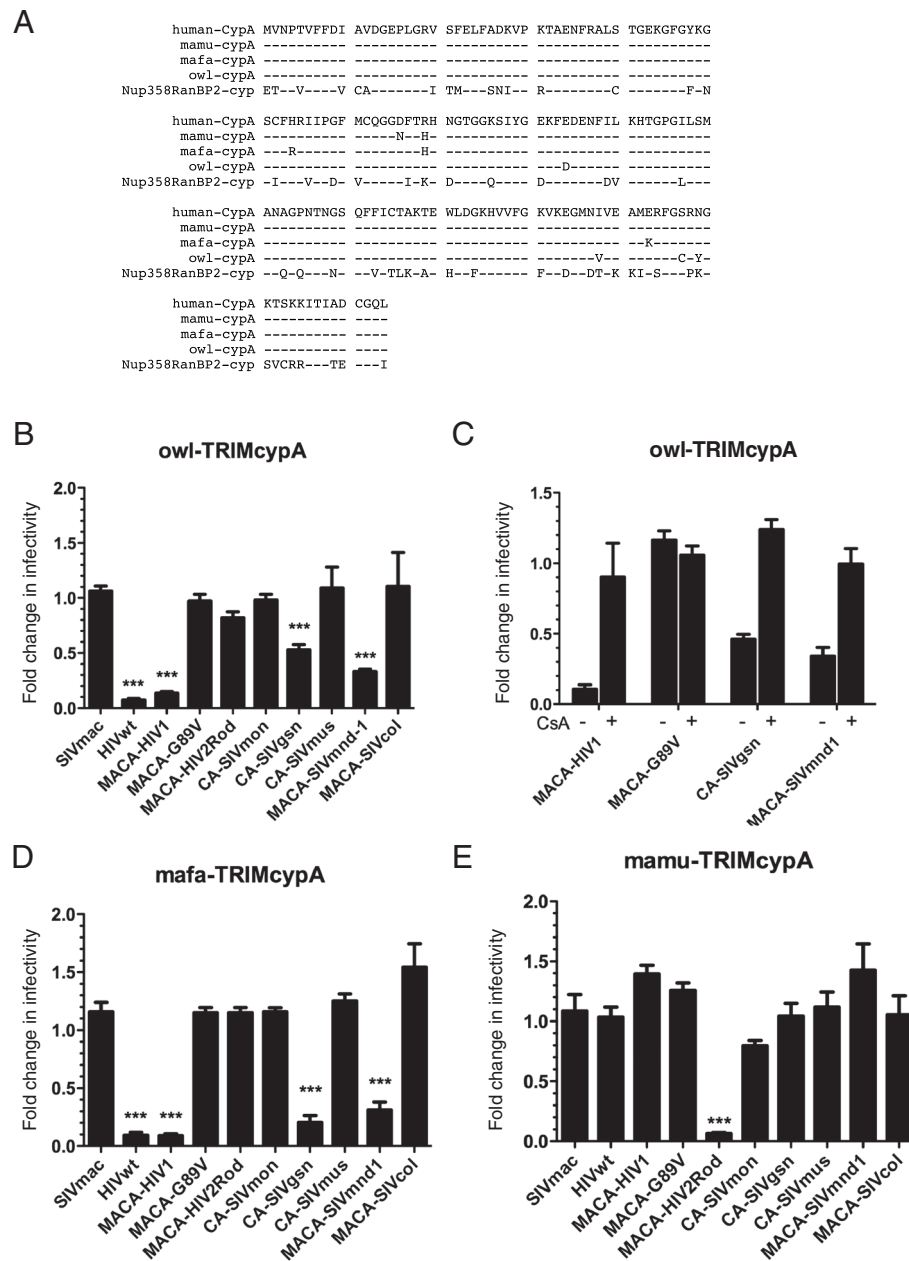 A
human-CypA MVNPTVFFDI AVDGEPLGRV SFELFADKVP KTAENFRALS TGEKGFGYKG
mamu-cypA ---------- ---------- ---------- ---------- ----------
mafa-cypA ---------- ---------- ---------- ---------- ----------
owl-cypA ---------- ---------- ---------- ---------- ----------
Nup358RanBP2-cyp ET--V----V CA-------I TM---SNI-- R-------C- -------F-N
human-CypA SCFHRIIPGF MCQGGDFTRH NGTGGKSIYG EKFEDENFIL KHTGPGILSM
mamu-cypA ---------- ------N--H- ---------- ---------- ----------
mafa-cypA ---R------ ---------H- ---------- ---------- ----------
owl-cypA ---------- ---------- ---------- ---D------ ----------
Nup358RanBP2-cyp -I---V--D- V-----I-K- D----Q---- D-------DV -------L--
human-CypA ANAGPNTNGS QFFICTAKTE WLDGKHVVFG KVKEGMNIVE AMERFGSRNG
mamu-cypA ---------- ---------- ---------- ---------- ----------
mafa-cypA ---------- ---------- ---------- ---------- ---K------
owl-cypA ---------- ---------- ---------- -------V-- ------C-Y-
Nup358RanBP2-cyp --Q-Q---N- --V-TLK-A- H--F------ F--D--DT-K KI-S---PK-
human-CypA KTSKKITIAD CGQL
mamu-cypA ---------- ----
mafa-cypA ---------- ----
owl-cypA ---------- ----
Nup358RanBP2-cyp SVCRR---TE ---I
B
owl-TRIMcypA
Fold change in infectivity
2.0
1.5
1.0
0.5
0.0
*** *** *** ***
SIVmac
HIVwt
MACA-HIV1
MACA-G89V
MACA-HIV2Rod
CA-SIVmon
CA-SIVgsn
CA-SIVmus
MACA-SIVmnd-1
MACA-SIVcol
C
owl-TRIMcypA
Fold change in infectivity
1.5
1.0
0.5
0.0
CsA - + - + - + - +
MACA-HIV1
MACA-G89V
CA-SIVgsn
MACA-SIVmnd1
D
mafa-TRIMcypA
Fold change in infectivity
2.0
1.5
1.0
0.5
0.0
*** *** *** ***
SIVmac
HIVwt
MACA-HIV1
MACA-G89V
MACA-HIV2Rod
CA-SIVmon
CA-SIVgsn
CA-SIVmus
MACA-SIVmnd1
MACA-SIVcol
E
mamu-TRIMcypA
Fold change in infectivity
2.0
1.5
1.0
0.5
0.0
***
SIVmac
HIVwt
MACA-HIV1
MACA-G89V
MACA-HIV2Rod
CA-SIVmon
CA-SIVgsn
CA-SIVmus
MACA-SIVmnd1
MACA-SIVcol